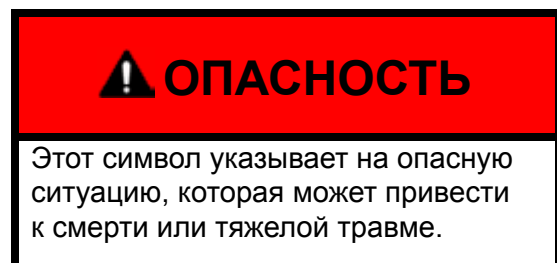 ОПАСНОСТЬ
Этот символ указывает на опасную
ситуацию, которая может привести
к смерти или тяжелой травме.